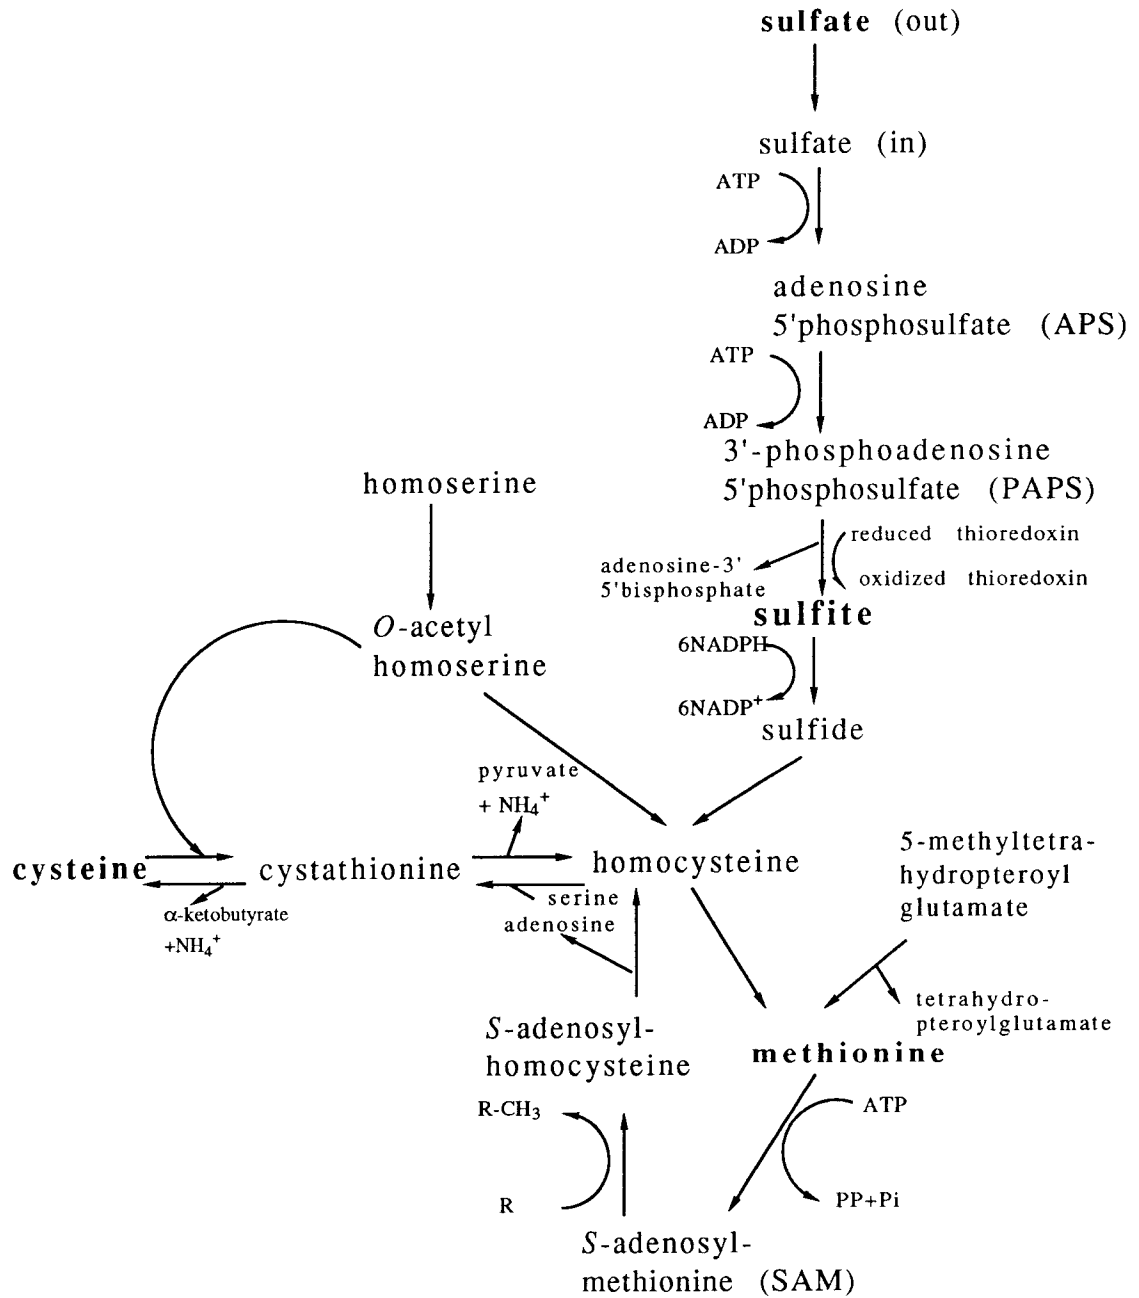 sulfate (out)
sulfate (in)
ATP
ADP
adenosine
5'phosphosulfate (APS)
ATP
ADP
3'-phosphoadenosine
5'phosphosulfate (PAPS)
homoserine
reduced thioredoxin
adenosine-3'
5'bisphosphate
oxidized thioredoxin
sulfite
O-acetyl
homoserine
6NADPH
6NADP+
sulfide
pyruvate
+ NH4+
5-methyltetra-
hydropteroyl
glutamate
cysteine
cystathionine
homocysteine
α-ketobutyrate
+NH4+
serine
adenosine
tetrahydro-
pteroylglutamate
S-adenosyl-
homocysteine
methionine
R-CH3
ATP
R
PP+Pi
S-adenosyl-
methionine (SAM)